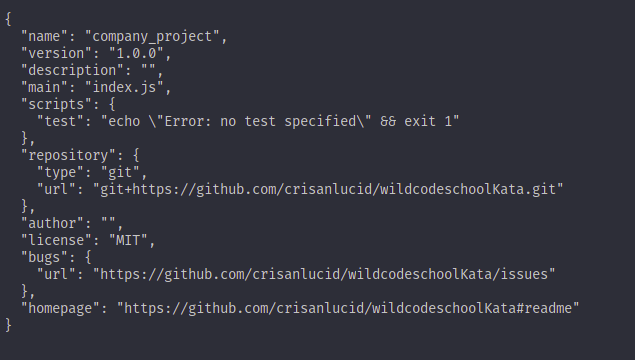 {
  "name": "company_project",
  "version": "1.0.0",
  "description": "",
  "main": "index.js",
  "scripts": {
    "test": "echo \"Error: no test specified\" && exit 1"
  },
  "repository": {
    "type": "git",
    "url": "git+https://github.com/crisanlucid/wildcodeschoolKata.git"
  },
  "author": "",
  "license": "MIT",
  "bugs": {
    "url": "https://github.com/crisanlucid/wildcodeschoolKata/issues"
  },
  "homepage": "https://github.com/crisanlucid/wildcodeschoolKata#readme"
}